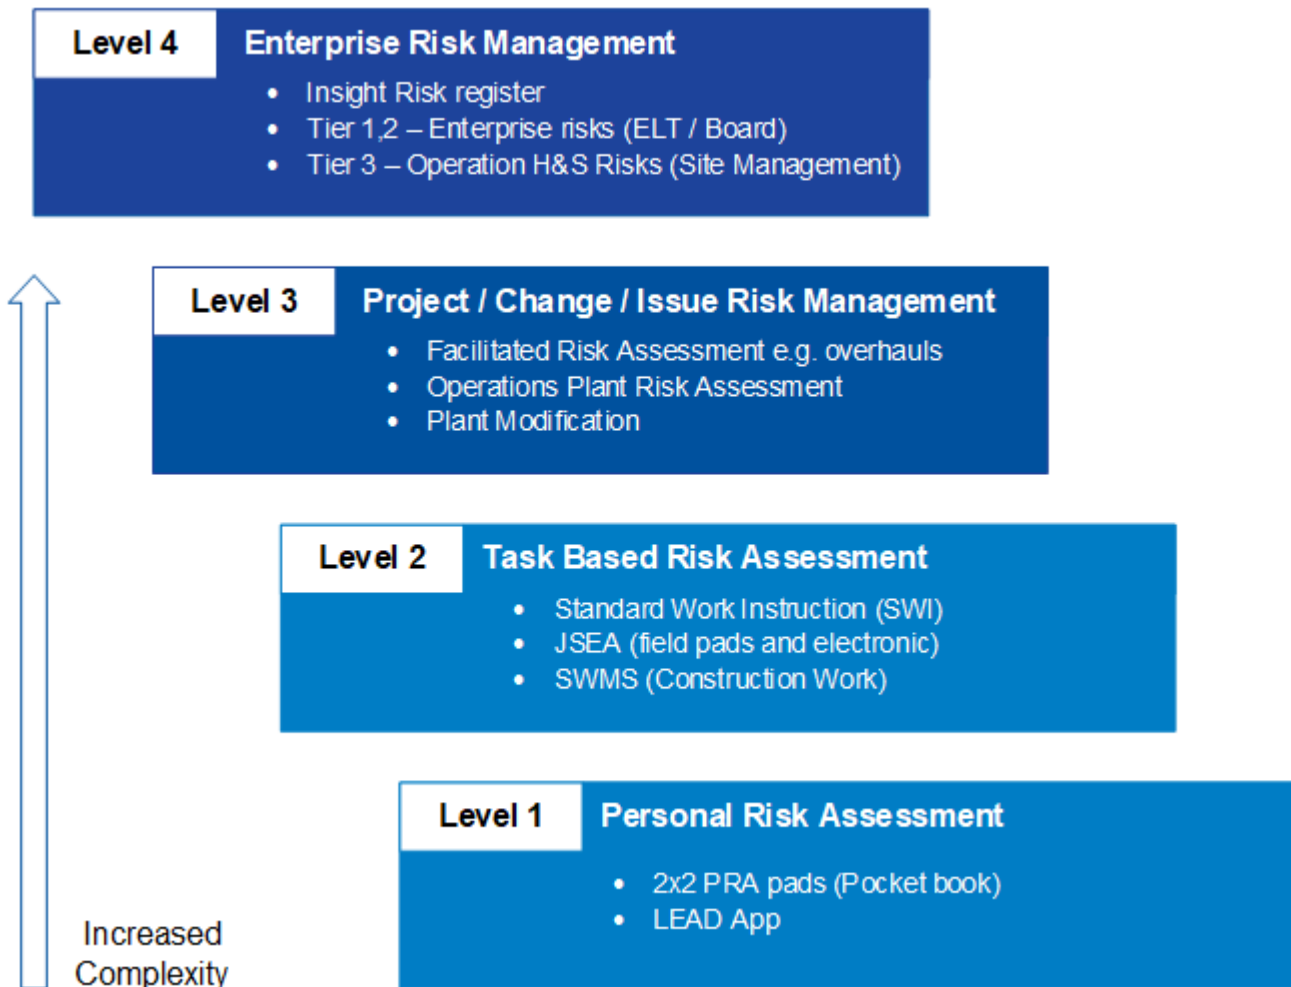 Level 4
Enterprise Risk Management
• Insight Risk register
• Tier 1,2 – Enterprise risks (ELT / Board)
• Tier 3 – Operation H&S Risks (Site Management)
Level 3
Project / Change / Issue Risk Management
• Facilitated Risk Assessment e.g. overhauls
• Operations Plant Risk Assessment
• Plant Modification
Level 2
Task Based Risk Assessment
• Standard Work Instruction (SWI)
• JSEA (field pads and electronic)
• SWMS (Construction Work)
Level 1
Personal Risk Assessment
• 2x2 PRA pads (Pocket book)
• LEAD App
Increased
Complexity